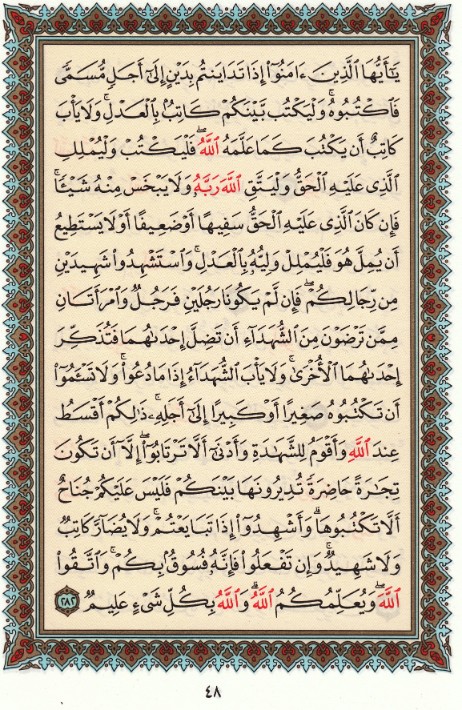 يَٰٓأَيُّهَا ٱلَّذِينَ ءَامَنُوٓا۟ إِذَا تَدَايَنتُم بِدَيْنٍ إِلَىٰٓ أَجَلٍ مُّسَمًّى
فَٱكْتُبُوهُ ۚ وَلْيَكْتُب بَّيْنَكُمْ كَاتِبٌۢ بِٱلْعَدْلِ ۚ وَلَا يَأْبَ
كَاتِبٌ أَن يَكْتُبَ كَمَا عَلَّمَهُ ٱللَّهُ ۚ فَلْيَكْتُبْ وَلْيُمْلِلِ
ٱلَّذِى عَلَيْهِ ٱلْحَقُّ وَلْيَتَّقِ ٱللَّهَ رَبَّهُۥ وَلَا يَبْخَسْ مِنْهُ شَيْـًٔا ۚ
فَإِن كَانَ ٱلَّذِى عَلَيْهِ ٱلْحَقُّ سَفِيهًا أَوْ ضَعِيفًا أَوْ لَا يَسْتَطِيعُ
أَن يُمِلَّ هُوَ فَلْيُمْلِلْ وَلِيُّهُۥ بِٱلْعَدْلِ ۚ وَٱسْتَشْهِدُوا۟ شَهِيدَيْنِ
مِن رِّجَالِكُمْ ۖ فَإِن لَّمْ يَكُونَا رَجُلَيْنِ فَرَجُلٌ وَٱمْرَأَتَانِ
مِمَّن تَرْضَوْنَ مِنَ ٱلشُّهَدَآءِ أَن تَضِلَّ إِحْدَىٰهُمَا فَتُذَكِّرَ
إِحْدَىٰهُمَا ٱلْأُخْرَىٰ ۚ وَلَا يَأْبَ ٱلشُّهَدَآءُ إِذَا مَا دُعُوا۟ ۚ وَلَا تَسْـَٔمُوٓا۟
أَن تَكْتُبُوهُ صَغِيرًا أَوْ كَبِيرًا إِلَىٰٓ أَجَلِهِۦ ۚ ذَٰلِكُمْ أَقْسَطُ
عِندَ ٱللَّهِ وَأَقْوَمُ لِلشَّهَٰدَةِ وَأَدْنَىٰٓ أَلَّا تَرْتَابُوٓا۟ ۖ إِلَّآ أَن تَكُونَ
تِجَٰرَةً حَاضِرَةً تُدِيرُونَهَا بَيْنَكُمْ فَلَيْسَ عَلَيْكُمْ جُنَاحٌ
أَلَّا تَكْتُبُوهَا ۗ وَأَشْهِدُوٓا۟ إِذَا تَبَايَعْتُمْ ۚ وَلَا يُضَآرَّ كَاتِبٌ
وَلَا شَهِيدٌ ۚ وَإِن تَفْعَلُوا۟ فَإِنَّهُۥ فُسُوقٌۢ بِكُمْ ۗ وَٱتَّقُوا۟
ٱللَّهَ ۖ وَيُعَلِّمُكُمُ ٱللَّهُ ۗ وَٱللَّهُ بِكُلِّ شَىْءٍ عَلِيمٌ ٢٨٢
٤٨